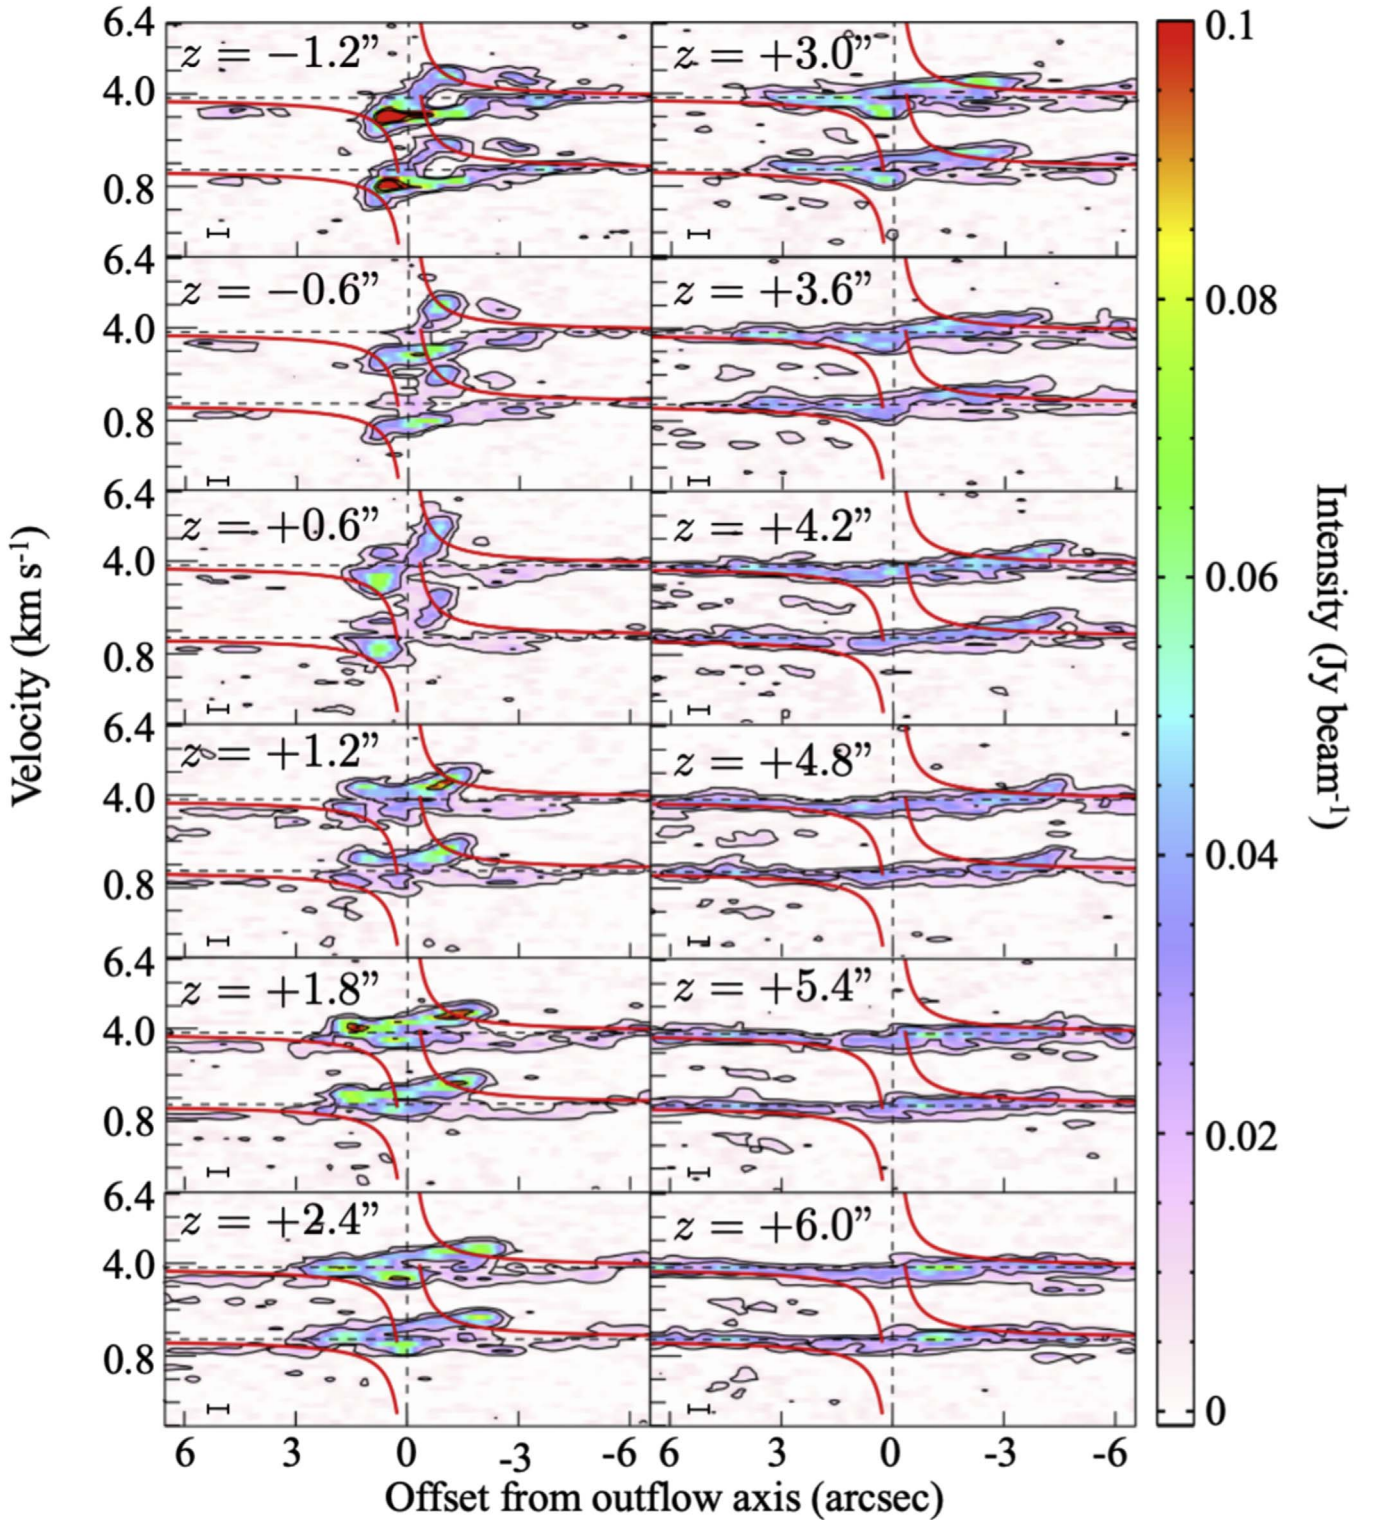 6.4
z = −1.2”
z = +3.0”
0.1
4.0
0.8
6.4
z = −0.6”
z = +3.6”
0.08
4.0
0.8
6.4
z = +0.6”
z = +4.2”
4.0
0.06
0.8
6.4
z = +1.2”
z = +4.8”
4.0
0.04
0.8
6.4
z = +1.8”
z = +5.4”
4.0
0.8
0.02
6.4
z = +2.4”
z = +6.0”
4.0
0.8
0
6 3 0 -3 -6 6 3 0 -3 -6
Offset from outflow axis (arcsec)
Velocity (km s-1)
Intensity (Jy beam-1)